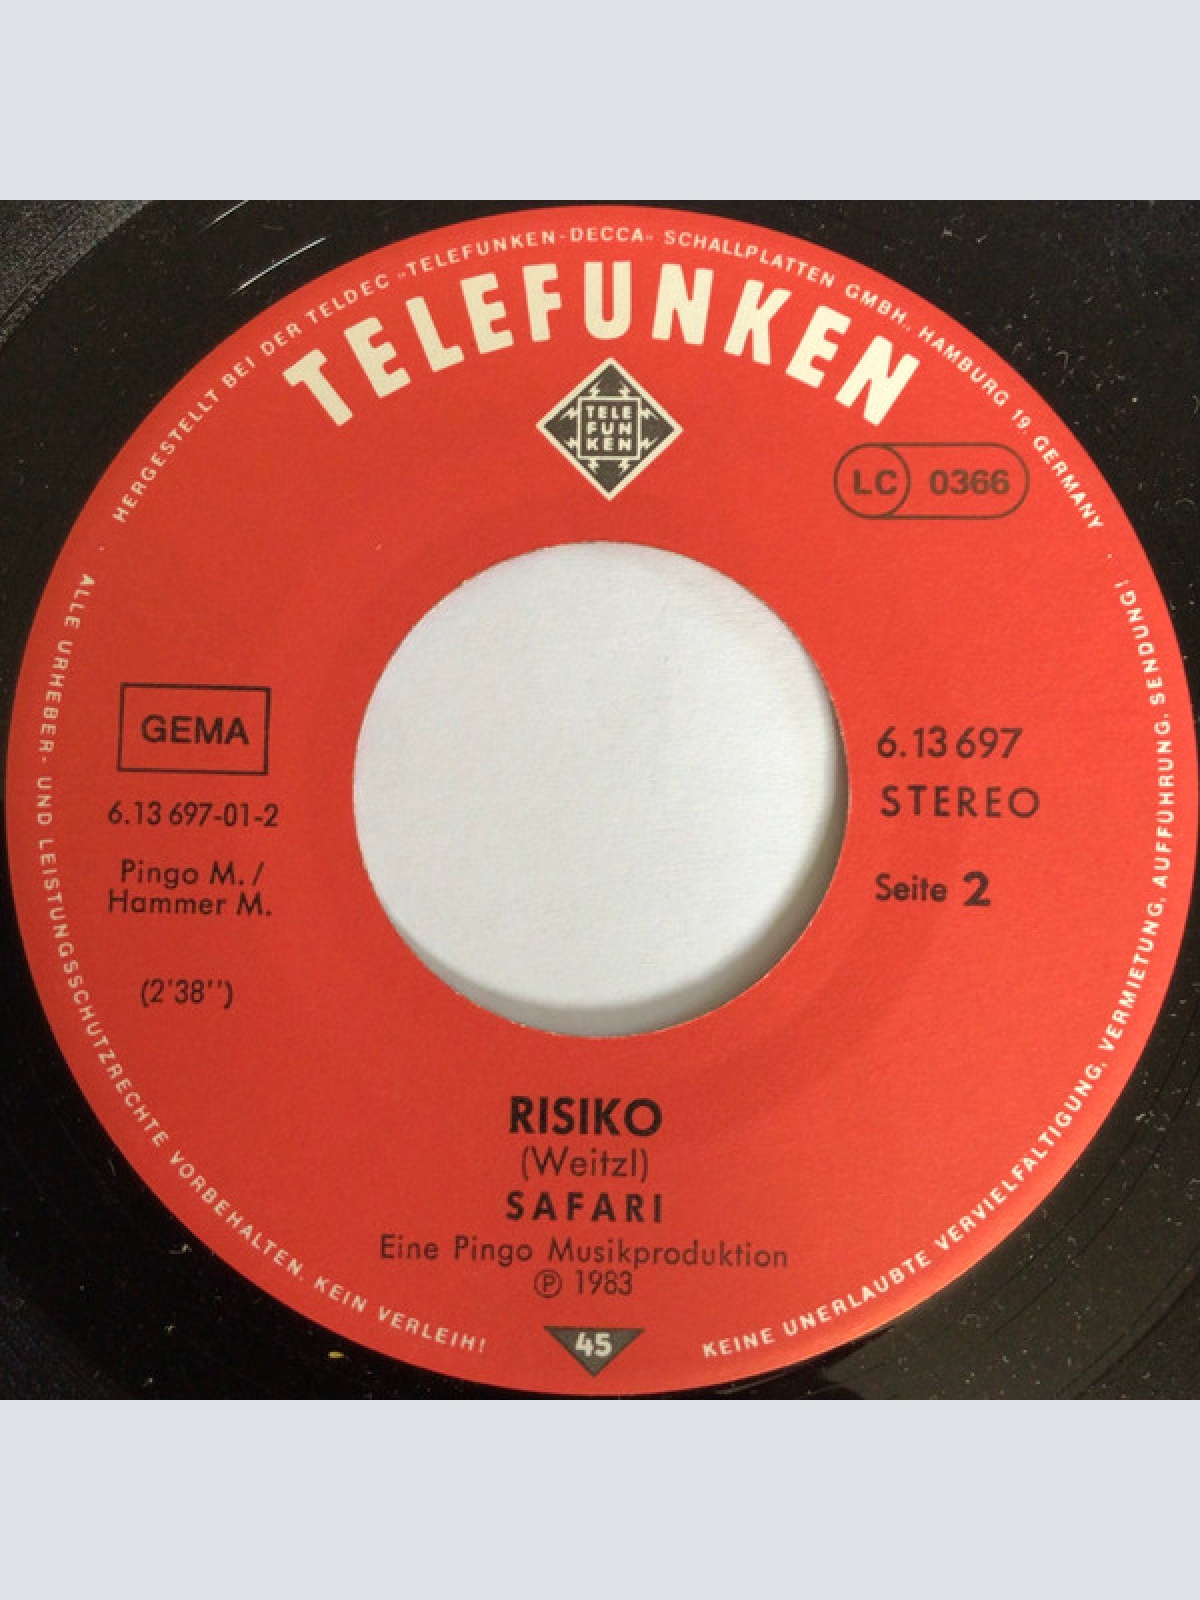 HERGESTELLT BEI DER TELDEC „TELEFUNKEN-DECCA“ SCHALLPLATTEN GMBH., HAMBURG 19, GERMANY
TELEFUNKEN
TELE
FUN
KEN
LC 0366
GEMA
6.13 697-01-2
Pingo M. /
Hammer M.
(2'38'')
6.13 697
STEREO
Seite 2
RISIKO
(Weitzl)
SAFARI
Eine Pingo Musikproduktion
Ⓟ 1983
45
ALLE URHEBER- UND LEISTUNGSSCHUTZRECHTE VORBEHALTEN. KEIN VERLEIH!
KEINE UNERLAUBTE VERVIELFÄLTIGUNG, VERMIETUNG, AUFFÜHRUNG, SENDUNG!